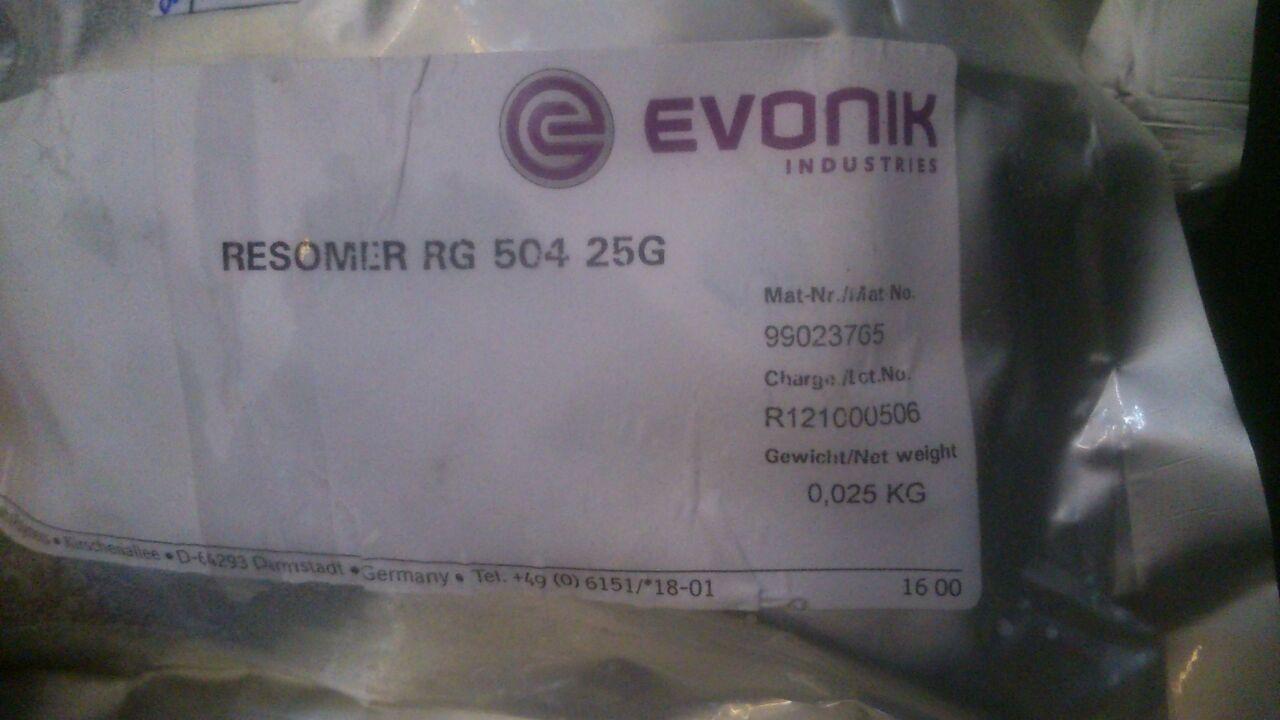 EVONIK
INDUSTRIES
RESOMER RG 504 25G
Mat-Nr./Mat-No.
99023765
Charge./Lot.No.
R121000506
Gewicht/Net weight
0,025 KG
• Kirschenallee • D-64293 Darmstadt • Germany • Tel. +49 (0) 6151/*18-01
16 00